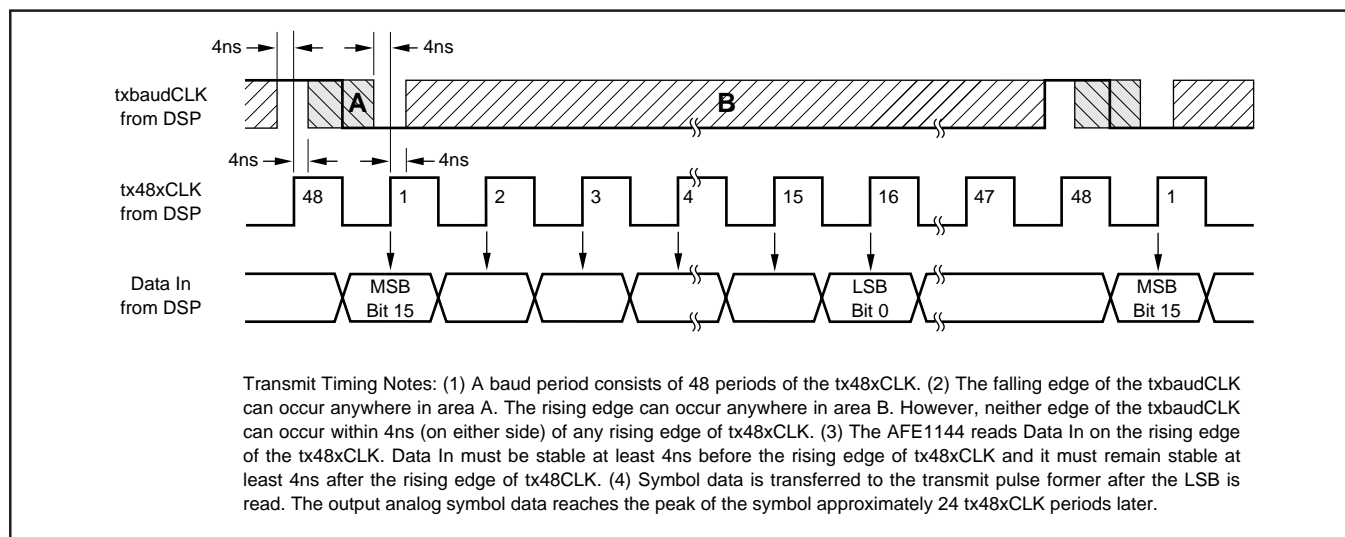 4ns
4ns
txbaudCLK
from DSP
A
B
4ns
4ns
tx48xCLK
from DSP
48
1
2
3
4
15
16
47
48
1
Data In
from DSP
MSB
Bit 15
LSB
Bit 0
MSB
Bit 15
Transmit Timing Notes: (1) A baud period consists of 48 periods of the tx48xCLK. (2) The falling edge of the txbaudCLK
can occur anywhere in area A. The rising edge can occur anywhere in area B. However, neither edge of the txbaudCLK
can occur within 4ns (on either side) of any rising edge of tx48xCLK. (3) The AFE1144 reads Data In on the rising edge
of the tx48xCLK. Data In must be stable at least 4ns before the rising edge of tx48xCLK and it must remain stable at
least 4ns after the rising edge of tx48CLK. (4) Symbol data is transferred to the transmit pulse former after the LSB is
read. The output analog symbol data reaches the peak of the symbol approximately 24 tx48xCLK periods later.